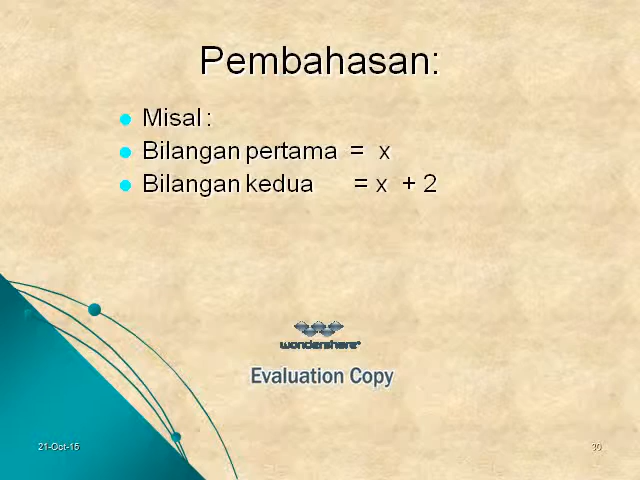 Pembahasan:
Misal :
Bilangan pertama = x
Bilangan kedua = x + 2
wondershare
Evaluation Copy
21-Oct-15
30